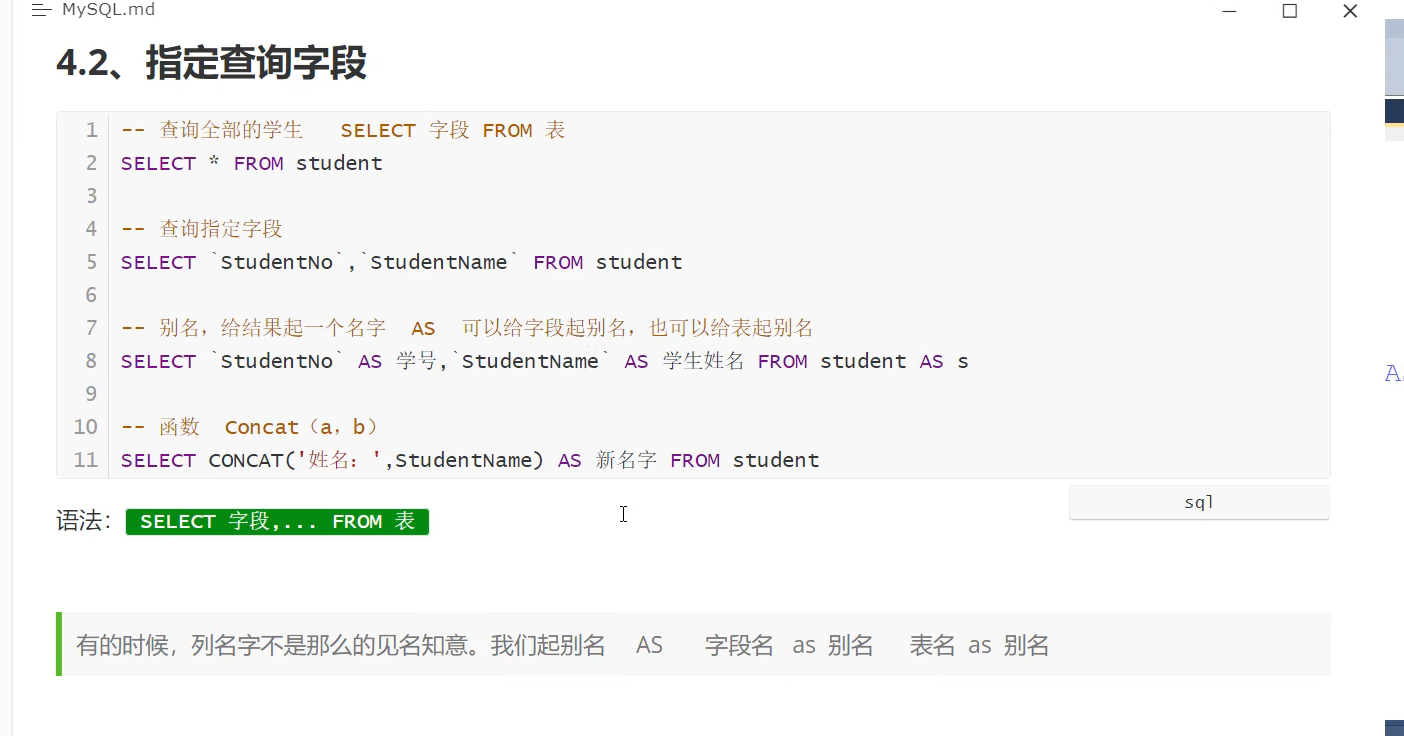 MySQL.md
4.2、指定查询字段
1 -- 查询全部的学生 SELECT 字段 FROM 表
2 SELECT * FROM student
3
4 -- 查询指定字段
5 SELECT `StudentNo`,`StudentName` FROM student
6
7 -- 别名，给结果起一个名字 AS 可以给字段起别名，也可以给表起别名
8 SELECT `StudentNo` AS 学号,`StudentName` AS 学生姓名 FROM student AS s
9
10 -- 函数 Concat（a，b）
11 SELECT CONCAT('姓名：',StudentName) AS 新名字 FROM student
sql
语法：SELECT 字段,... FROM 表
有的时候，列名字不是那么的见名知意。我们起别名 AS 字段名 as 别名 表名 as 别名